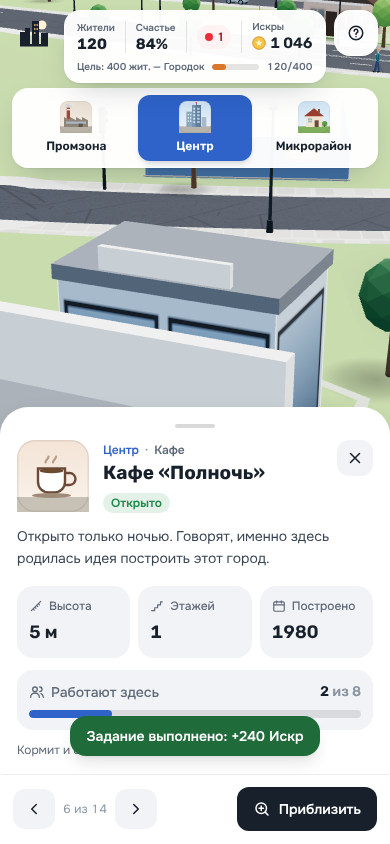 Жители
Счастье
Искры
120
84%
1
1 046
Цель: 400 жит. — Городок
120/400
Промзона
Центр
Микрорайон
Центр · Кафе
Кафе «Полночь»
Открыто
Открыто только ночью. Говорят, именно здесь
родилась идея построить этот город.
Высота
Этажей
Построено
5 м
1
1980
Работают здесь
2 из 8
Задание выполнено: +240 Искр
Кормит и
6 из 14
Приблизить